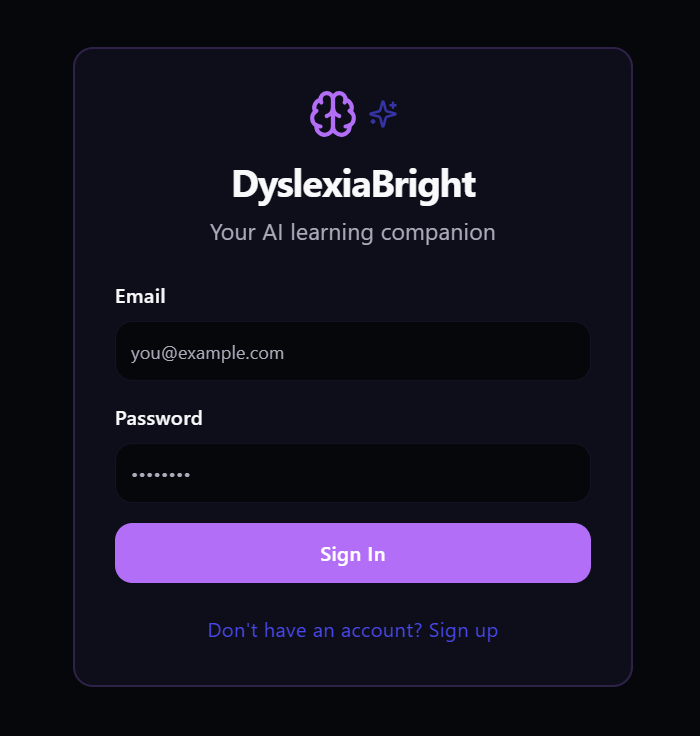 DyslexiaBright
Your AI learning companion
Email
you@example.com
Password
••••••••
Sign In
Don't have an account? Sign up